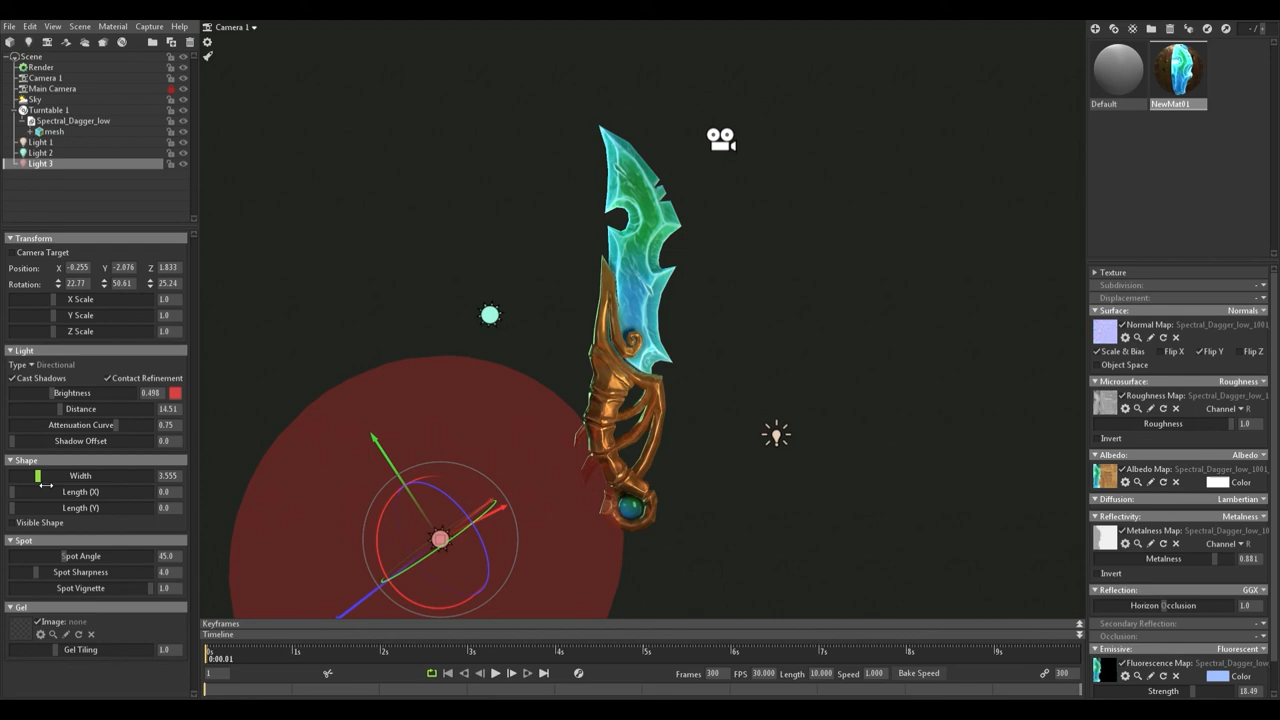 File Edit View Scene Material Capture Help
Camera 1
Scene
Render
Camera 1
Main Camera
Sky
Turntable 1
Spectral_Dagger_low
mesh
Light 1
Light 2
Light 3
Transform
Camera Target
Position: X -0.255 Y -2.076 Z 1.833
Rotation: 22.77 50.61 25.24
X Scale 1.0
Y Scale 1.0
Z Scale 1.0
Light
Type Directional
Cast Shadows Contact Refinement
Brightness 0.498
Distance 14.51
Attenuation Curve 0.75
Shadow Offset 0.0
Shape
Width 3.555
Length (X) 0.0
Length (Y) 0.0
Visible Shape
Spot
Spot Angle 45.0
Spot Sharpness 4.0
Spot Vignette 1.0
Gel
Image: none
Gel Tiling 1.0
Keyframes
Timeline
0s 1s 2s 3s 4s 5s 6s 7s 8s 9s
0:00.01
1 Frames 300 FPS 30.000 Length 10.000 Speed 1.000 Bake Speed 300
- /
Default NewMat01
Texture
Subdivision: -
Displacement: -
Surface: Normals
Normal Map: Spectral_Dagger_low_1001
Scale & Bias Flip X Flip Y Flip Z
Object Space
Microsurface: Roughness
Roughness Map: Spectral_Dagger_low_1
Channel R
Roughness 1.0
Invert
Albedo: Albedo
Albedo Map: Spectral_Dagger_low_1001
Color
Diffusion: Lambertian
Reflectivity: Metalness
Metalness Map: Spectral_Dagger_low_1
Channel R
Metalness 0.881
Invert
Reflection: GGX
Horizon Occlusion 1.0
Secondary Reflection: -
Occlusion: -
Emissive: Fluorescent
Fluorescence Map: Spectral_Dagger_low
Color
Strength 18.49